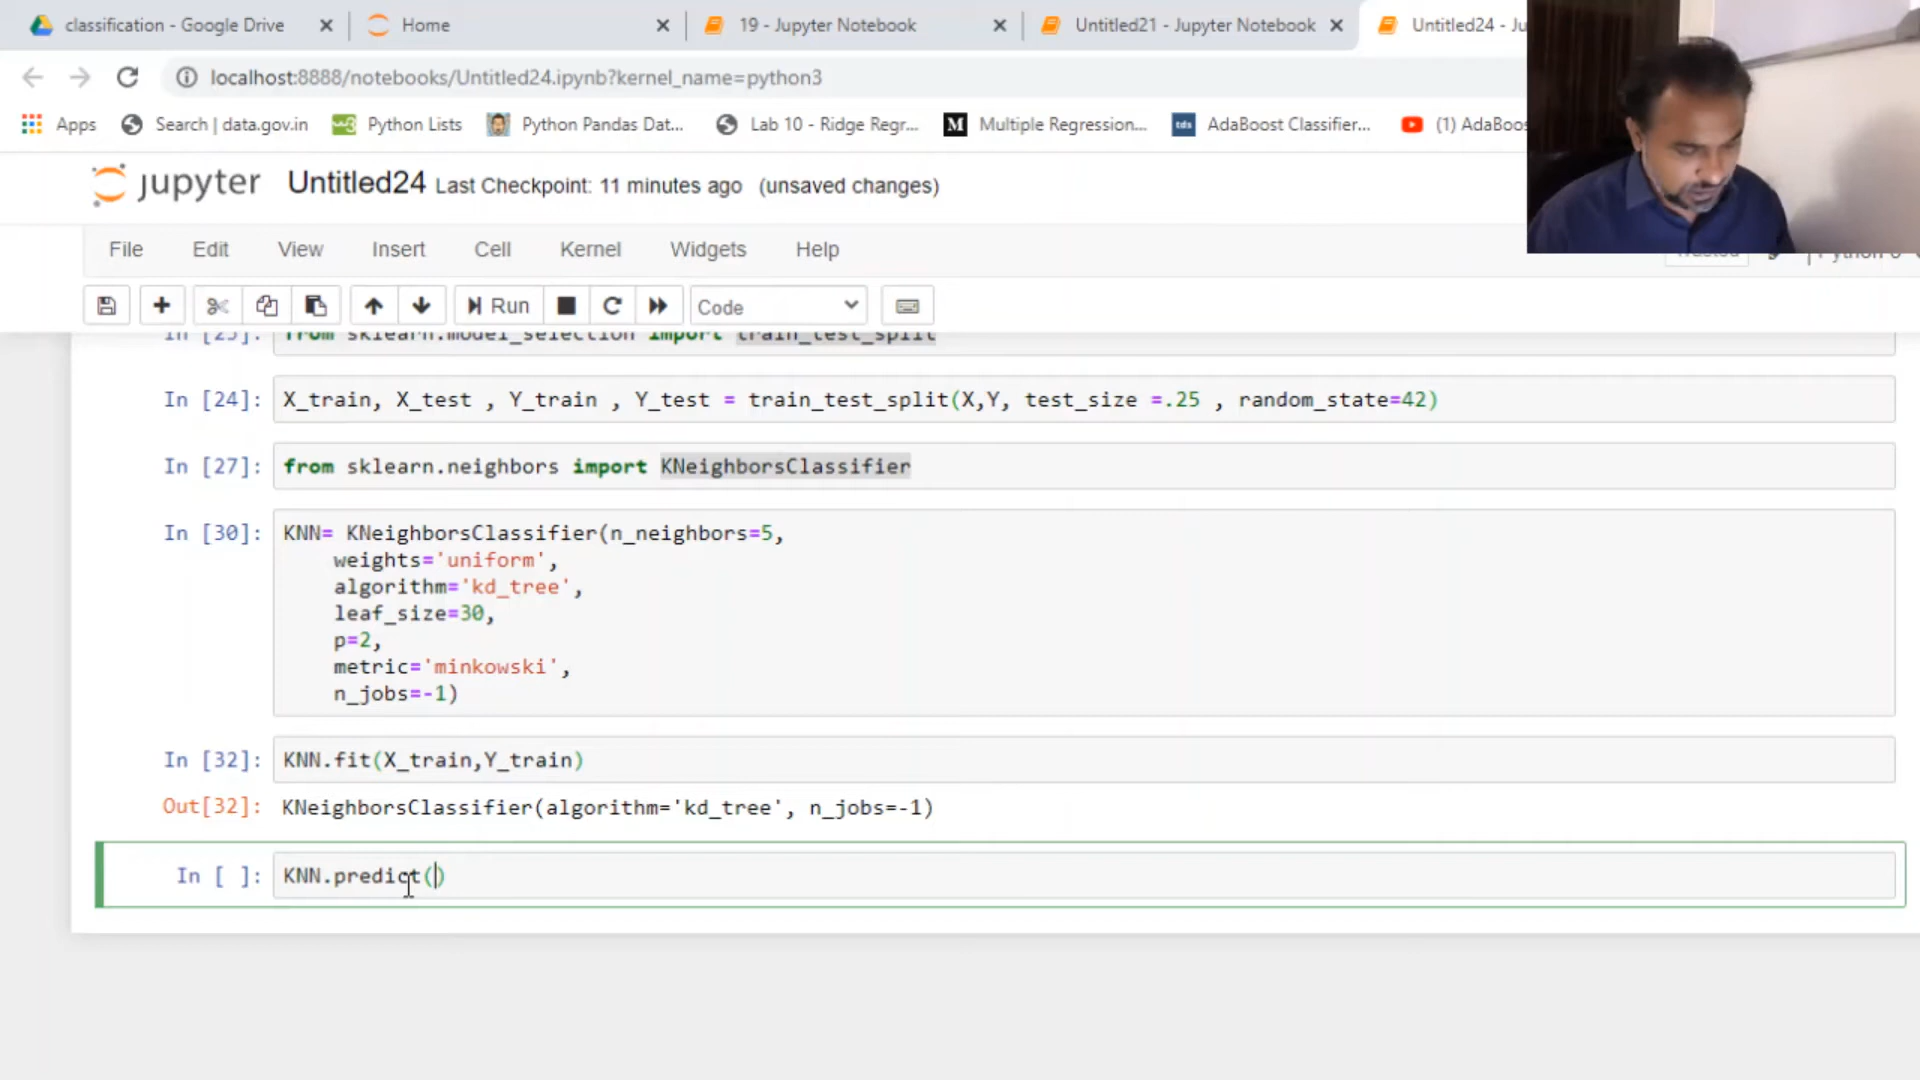 classification - Google Drive
Home
19 - Jupyter Notebook
Untitled21 - Jupyter Notebook
Untitled24 - Ju
localhost:8888/notebooks/Untitled24.ipynb?kernel_name=python3
Apps
Search | data.gov.in
Python Lists
Python Pandas Dat...
Lab 10 - Ridge Regr...
M
Multiple Regression...
tds
AdaBoost Classifier...
(1) AdaBoos
jupyter Untitled24 Last Checkpoint: 11 minutes ago (unsaved changes)
File Edit View Insert Cell Kernel Widgets Help
Run
Code
from sklearn.model_selection import train_test_split
In [24]: X_train, X_test , Y_train , Y_test = train_test_split(X,Y, test_size =.25 , random_state=42)
In [27]: from sklearn.neighbors import KNeighborsClassifier
In [30]: KNN= KNeighborsClassifier(n_neighbors=5,
weights='uniform',
algorithm='kd_tree',
leaf_size=30,
p=2,
metric='minkowski',
n_jobs=-1)
In [32]: KNN.fit(X_train,Y_train)
Out[32]: KNeighborsClassifier(algorithm='kd_tree', n_jobs=-1)
In [ ]: KNN.predict()